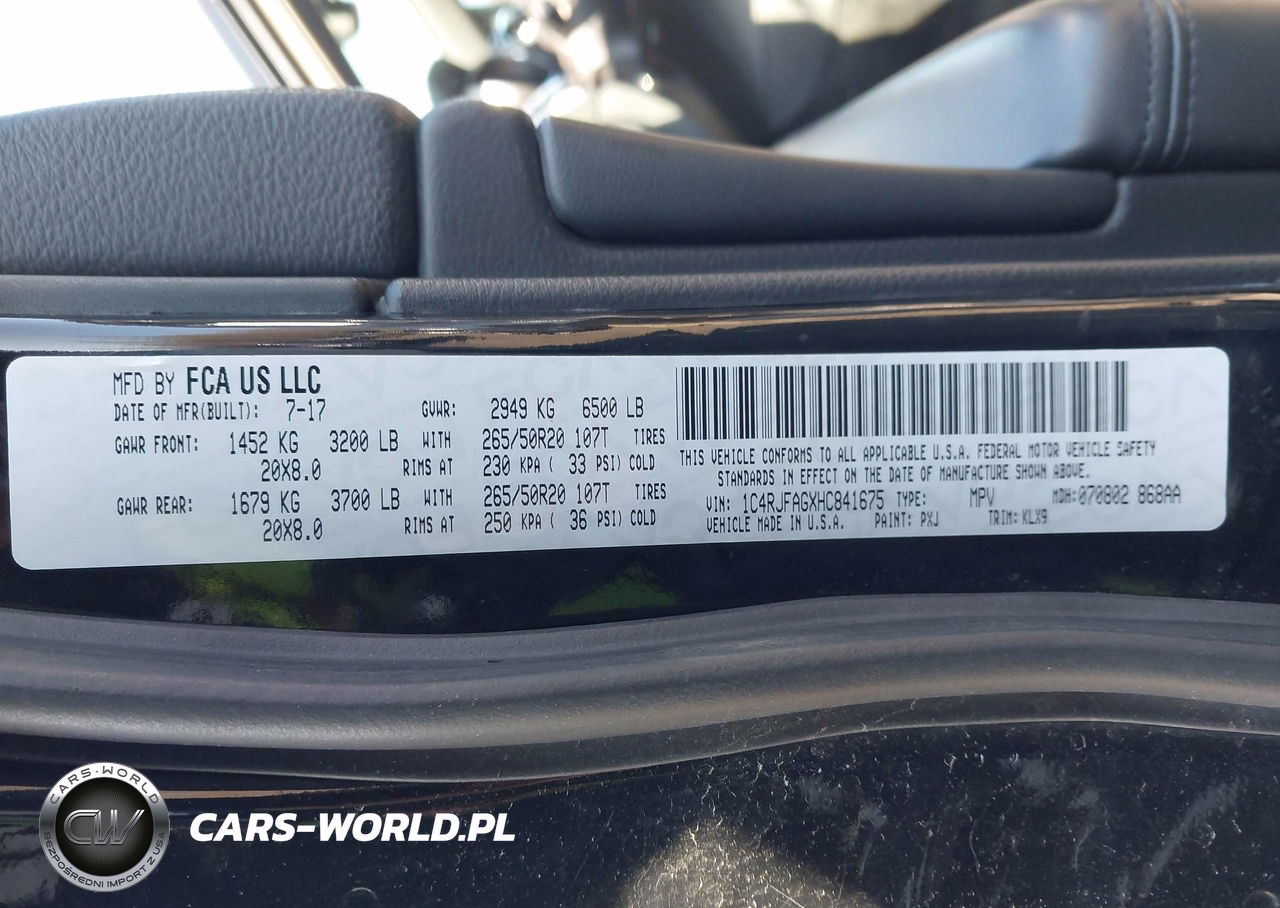 MFD BY FCA US LLC
DATE OF MFR(BUILT): 7-17 GVWR: 2949 KG 6500 LB
GAWR FRONT: 1452 KG 3200 LB WITH 265/50R20 107T TIRES
20X8.0 RIMS AT 230 KPA ( 33 PSI) COLD
GAWR REAR: 1679 KG 3700 LB WITH 265/50R20 107T TIRES
20X8.0 RIMS AT 250 KPA ( 36 PSI) COLD
THIS VEHICLE CONFORMS TO ALL APPLICABLE U.S.A. FEDERAL MOTOR VEHICLE SAFETY
STANDARDS IN EFFECT ON THE DATE OF MANUFACTURE SHOWN ABOVE.
VIN: 1C4RJFAGXHC841675 TYPE: MPV MDH:070802 868AA
VEHICLE MADE IN U.S.A. PAINT: PXJ TRIM: KLX9
CARS-WORLD
CW
BEZPOŚREDNI IMPORT Z USA
CARS-WORLD.PL